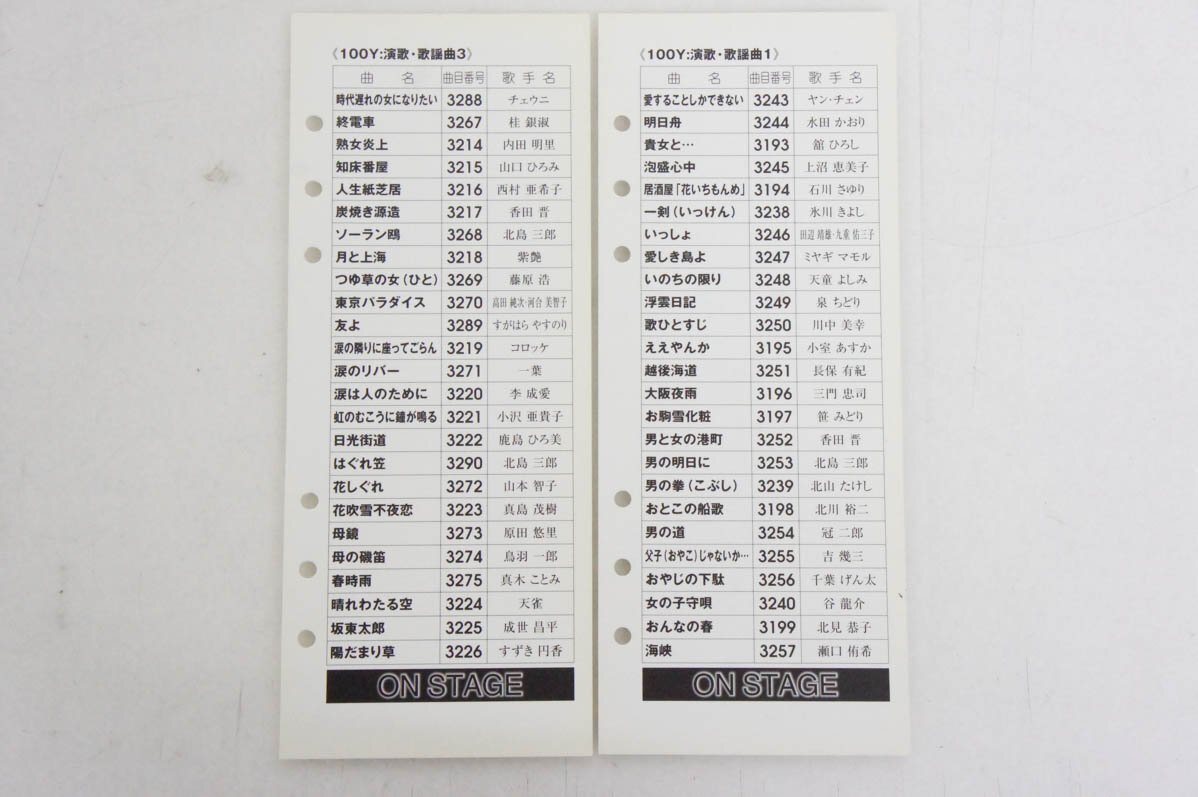 《100Y:演歌・歌謡曲3》
曲 名 曲目番号 歌 手 名
時代遅れの女になりたい 3288 チェウニ
終電車 3267 桂 銀淑
熟女炎上 3214 内田 明里
知床番屋 3215 山口 ひろみ
人生紙芝居 3216 西村 亜希子
炭焼き源造 3217 香田 晋
ソーラン鴎 3268 北島 三郎
月と上海 3218 紫艶
つゆ草の女(ひと) 3269 藤原 浩
東京パラダイス 3270 高田 純次・河合 美智子
友よ 3289 すがはら やすのり
涙の隣りに座ってごらん 3219 コロッケ
涙のリバー 3271 一葉
涙は人のために 3220 李 成愛
虹のむこうに鐘が鳴る 3221 小沢 亜貴子
日光街道 3222 鹿島 ひろ美
はぐれ笠 3290 北島 三郎
花しぐれ 3272 山本 智子
花吹雪不夜恋 3223 真島 茂樹
母鏡 3273 原田 悠里
母の磯笛 3274 鳥羽 一郎
春時雨 3275 真木 ことみ
晴れわたる空 3224 天雀
坂東太郎 3225 成世 昌平
陽だまり草 3226 すずき 円香
ON STAGE
《100Y:演歌・歌謡曲1》
曲 名 曲目番号 歌 手 名
愛することしかできない 3243 ヤン・チェン
明日舟 3244 水田 かおり
貴女と… 3193 舘 ひろし
泡盛心中 3245 上沼 恵美子
居酒屋「花いちもんめ」 3194 石川 さゆり
一剣(いっけん) 3238 氷川 きよし
いっしょ 3246 田辺 靖雄・九重 佑三子
愛しき島よ 3247 ミヤギ マモル
いのちの限り 3248 天童 よしみ
浮雲日記 3249 泉 ちどり
歌ひとすじ 3250 川中 美幸
ええやんか 3195 小室 あすか
越後海道 3251 長保 有紀
大阪夜雨 3196 三門 忠司
お駒雪化粧 3197 笹 みどり
男と女の港町 3252 香田 晋
男の明日に 3253 北島 三郎
男の拳(こぶし) 3239 北山 たけし
おとこの船歌 3198 北川 裕二
男の道 3254 冠 二郎
父子(おやこ)じゃないか… 3255 吉 幾三
おやじの下駄 3256 千葉 げん太
女の子守唄 3240 谷 龍介
おんなの春 3199 北見 恭子
海峡 3257 瀬口 侑希
ON STAGE